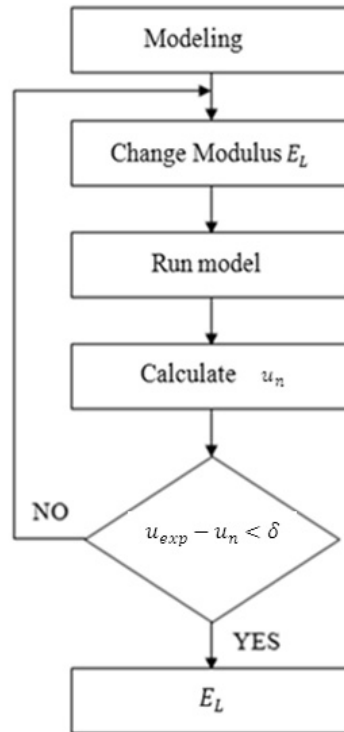 Modeling
Change Modulus E_L
Run model
Calculate u_n
NO
u_exp − u_n < δ
YES
E_L